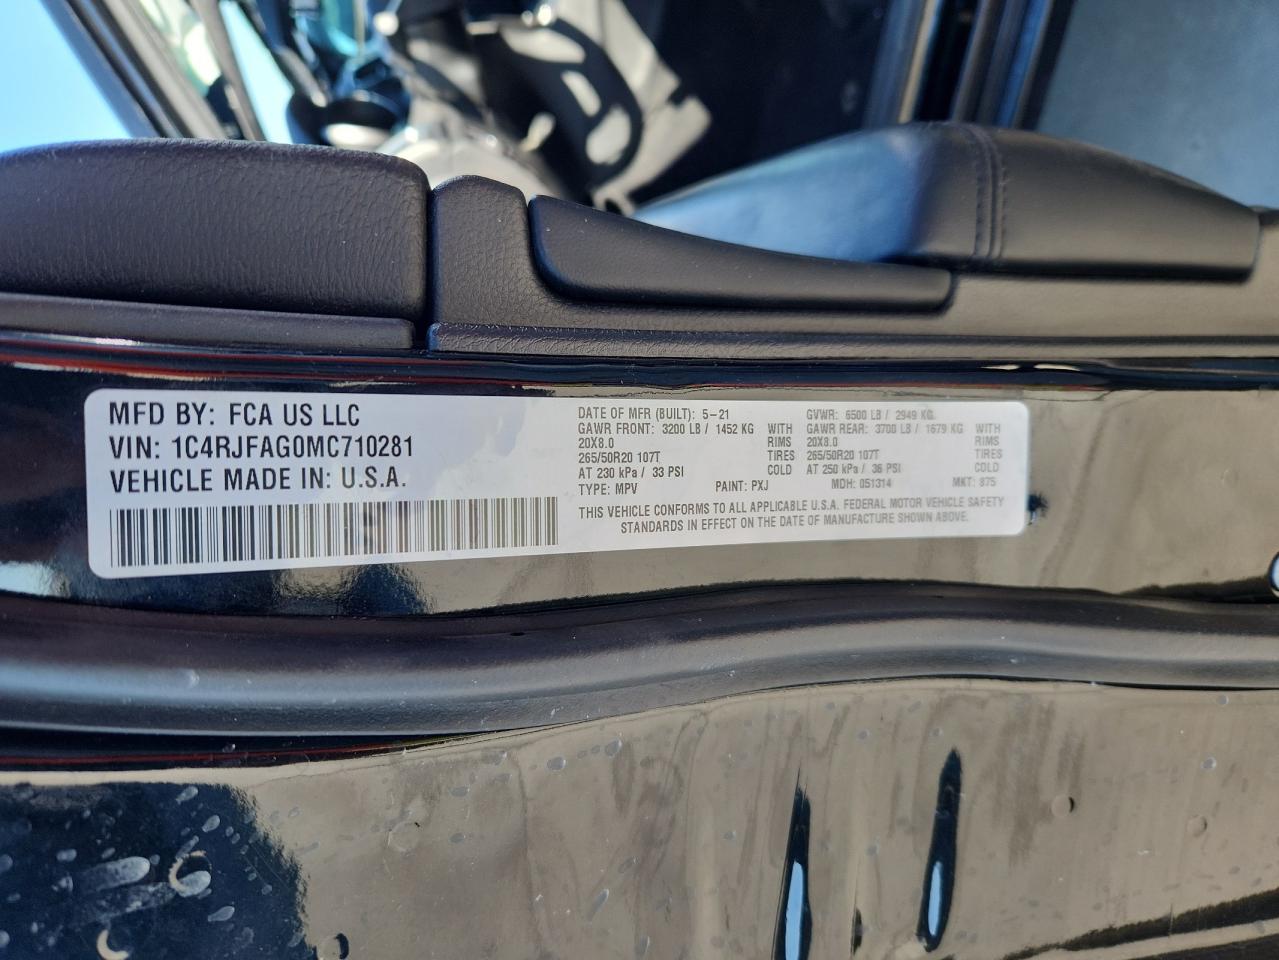 MFD BY: FCA US LLC
VIN: 1C4RJFAG0MC710281
VEHICLE MADE IN: U.S.A.
DATE OF MFR (BUILT): 5-21
GAWR FRONT: 3200 LB / 1452 KG WITH
20X8.0 RIMS
265/50R20 107T TIRES
AT 230 kPa / 33 PSI COLD
TYPE: MPV PAINT: PXJ
GVWR: 6500 LB / 2949 KG
GAWR REAR: 3700 LB / 1679 KG WITH
20X8.0 RIMS
265/50R20 107T TIRES
AT 250 kPa / 36 PSI COLD
MDH: 051314 MKT: 875
THIS VEHICLE CONFORMS TO ALL APPLICABLE U.S.A. FEDERAL MOTOR VEHICLE SAFETY
STANDARDS IN EFFECT ON THE DATE OF MANUFACTURE SHOWN ABOVE.